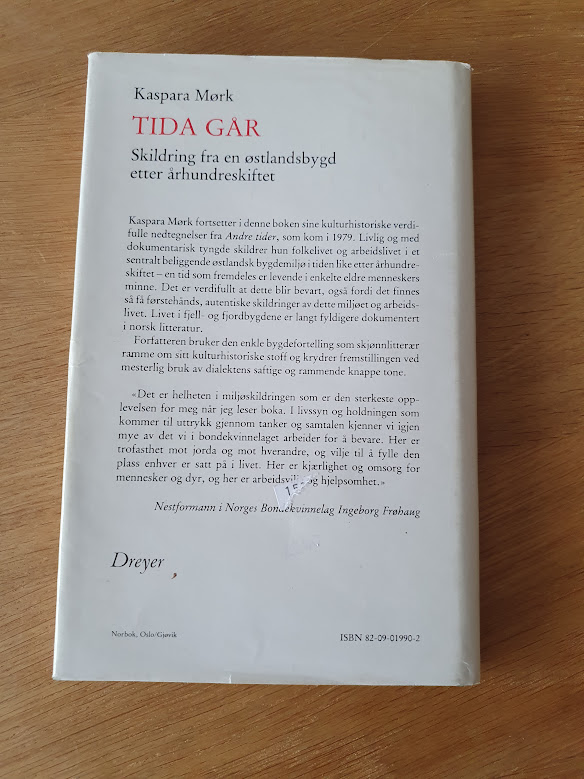 Kaspara Mørk
TIDA GÅR
Skildring fra en østlandsbygd
etter århundreskiftet
Kaspara Mørk fortsetter i denne boken sine kulturhistoriske verdi-
fulle nedtegnelser fra Andre tider, som kom i 1979. Livlig og med
dokumentarisk tyngde skildrer hun folkelivet og arbeidslivet i et
sentralt beliggende østlandsk bygdemiljø i tiden like etter århundre-
skiftet – en tid som fremdeles er levende i enkelte eldre menneskers
minne. Det er verdifullt at dette blir bevart, også fordi det finnes
så få førstehånds, autentiske skildringer av dette miljøet og arbeids-
livet. Livet i fjell- og fjordbygdene er langt fyldigere dokumentert
i norsk litteratur.
Forfatteren bruker den enkle bygdefortelling som skjønnlitterær
ramme om sitt kulturhistoriske stoff og krydrer fremstillingen ved
mesterlig bruk av dialektens saftige og rammende knappe tone.
«Det er helheten i miljøskildringen som er den sterkeste opp-
levelsen for meg når jeg leser boka. I livssyn og holdningen som
kommer til uttrykk gjennom tanker og samtalen kjenner vi igjen
mye av det vi i bondekvinnelaget arbeider for å bevare. Her er
trofasthet mot jorda og mot hverandre, og vilje til å fylle den
plass enhver er satt på i livet. Her er kjærlighet og omsorg for
mennesker og dyr, og her er arbeidsvilje og hjelpsomhet.»
15
Nestformann i Norges Bondekvinnelag Ingeborg Frøhaug
Dreyer
Norbok, Oslo/Gjøvik
ISBN 82-09-01990-2